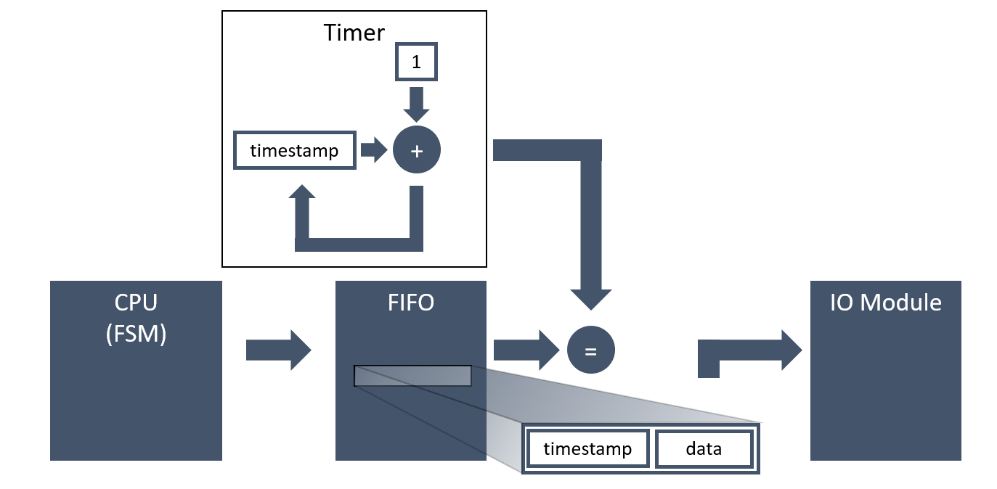 Timer
1
timestamp
+
CPU
(FSM)
FIFO
IO Module
=
timestamp
data